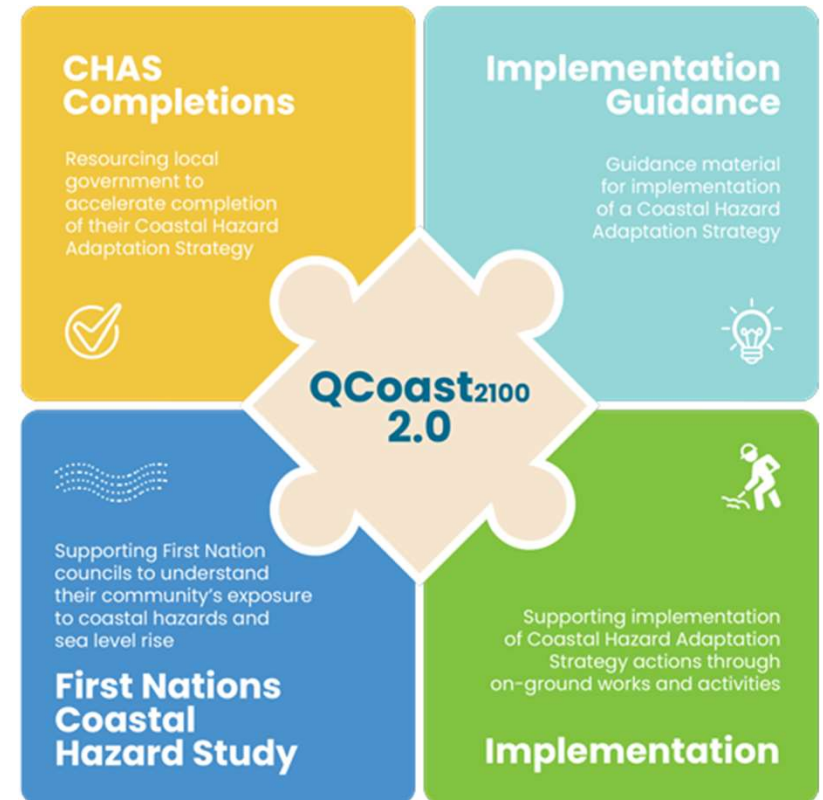 CHAS
Completions
Resourcing local
government to
accelerate completion
of their Coastal Hazard
Adaptation Strategy
Implementation
Guidance
Guidance material
for implementation
of a Coastal Hazard
Adaptation Strategy
QCoast2100
2.0
Supporting First Nation
councils to understand
their community's exposure
to coastal hazards and
sea level rise
First Nations
Coastal
Hazard Study
Supporting implementation
of Coastal Hazard Adaptation
Strategy actions through
on-ground works and activities
Implementation